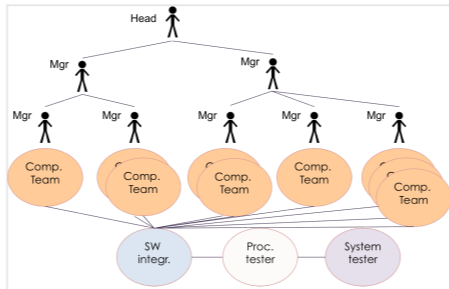 Head
Mgr
Mgr
Mgr
Mgr
Mgr
Mgr
Mgr
Comp.
Team
C
Comp.
Team
C
Comp.
Team
Comp.
Team
C
C
Comp.
Team
SW
integr.
Proc.
tester
System
tester